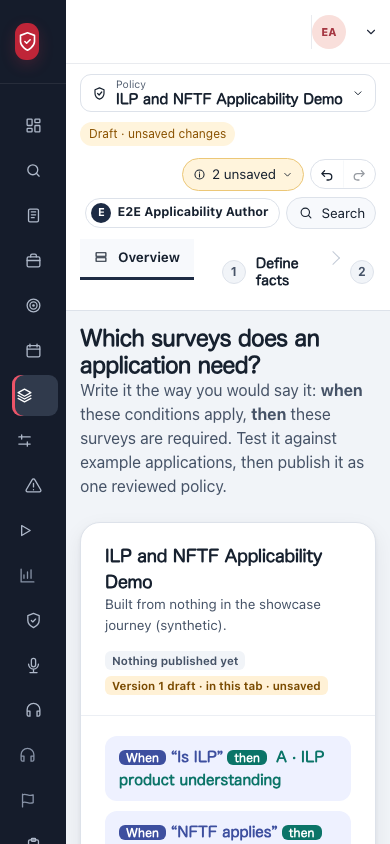 EA
Policy
ILP and NFTF Applicability Demo
Draft · unsaved changes
2 unsaved
E E2E Applicability Author
Search
Overview
1 Define facts
2
Which surveys does an
application need?
Write it the way you would say it: when
these conditions apply, then these
surveys are required. Test it against
example applications, then publish it as
one reviewed policy.
ILP and NFTF Applicability
Demo
Built from nothing in the showcase
journey (synthetic).
Nothing published yet
Version 1 draft · in this tab · unsaved
When “Is ILP” then A · ILP
product understanding
When “NFTF applies” then